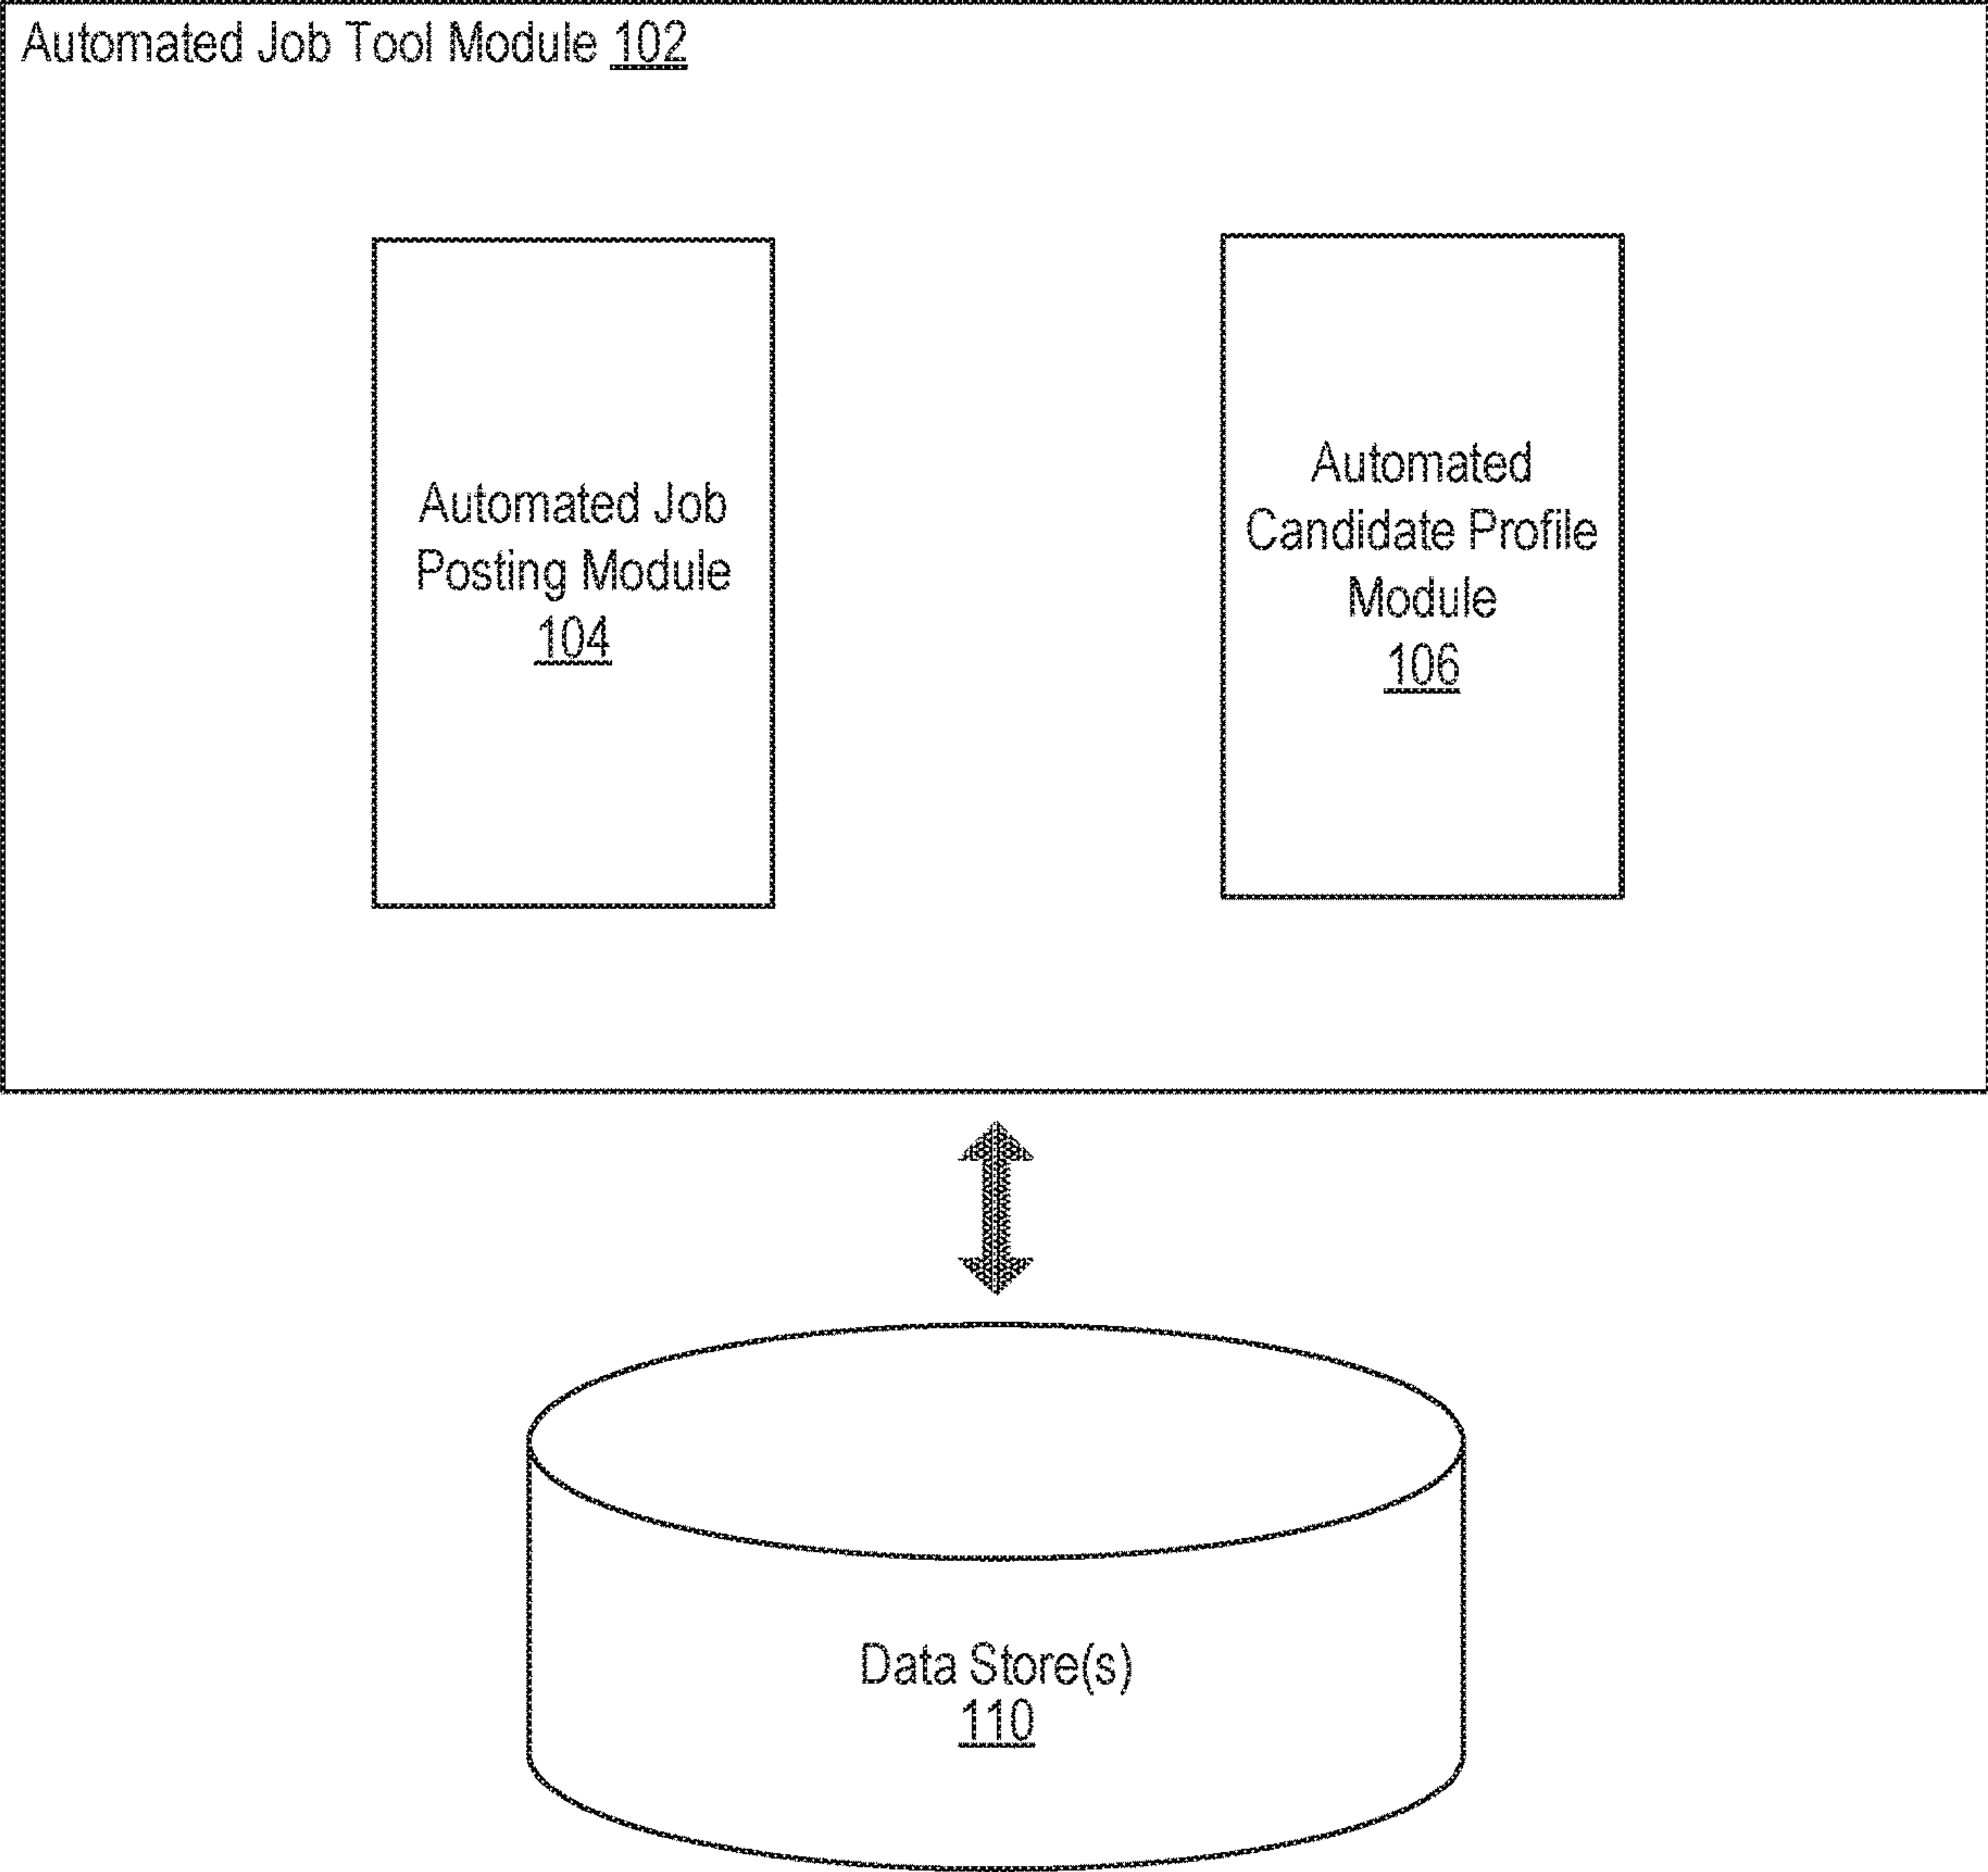 Automated Job Tool Module 102
Automated Job
Posting Module
104
Automated
Candidate Profile
Module
106
Data Store(s)
110